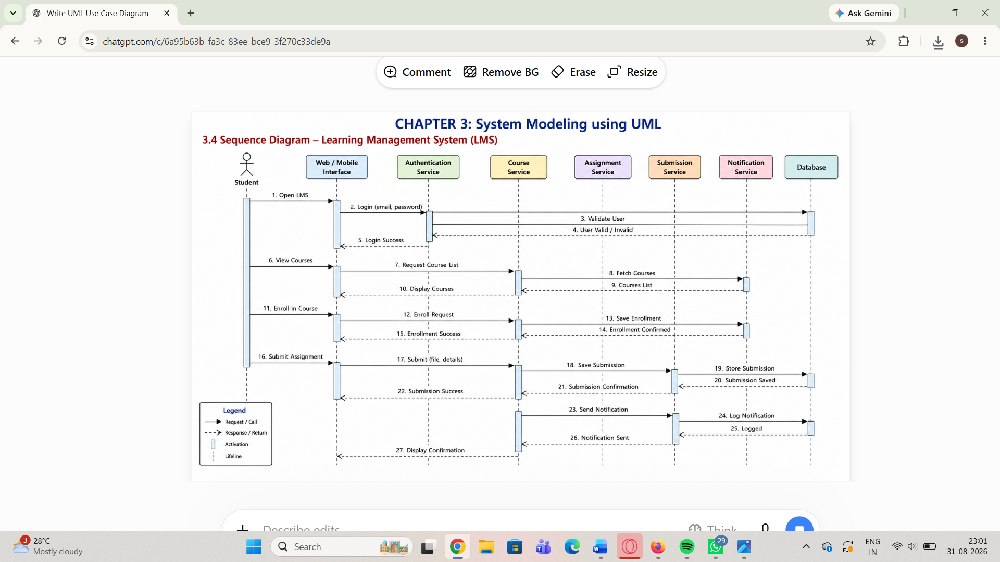 Write UML Use Case Diagram
Ask Gemini
chatgpt.com/c/6a95b63b-fa3c-83ee-bce9-3f270c33de9a
S
Comment
Remove BG
Erase
Resize
CHAPTER 3: System Modeling using UML
3.4 Sequence Diagram – Learning Management System (LMS)
Student
Web / Mobile
Interface
Authentication
Service
Course
Service
Assignment
Service
Submission
Service
Notification
Service
Database
1. Open LMS
2. Login (email, password)
3. Validate User
4. User Valid / Invalid
5. Login Success
6. View Courses
7. Request Course List
8. Fetch Courses
9. Courses List
10. Display Courses
11. Enroll in Course
12. Enroll Request
13. Save Enrollment
14. Enrollment Confirmed
15. Enrollment Success
16. Submit Assignment
17. Submit (file, details)
18. Save Submission
19. Store Submission
20. Submission Saved
21. Submission Confirmation
22. Submission Success
23. Send Notification
24. Log Notification
25. Logged
26. Notification Sent
27. Display Confirmation
Legend
Request / Call
Response / Return
Activation
Lifeline
Describe edits
Think
3
28°C
Mostly cloudy
Search
29
ENG
IN
23:01
31-08-2026